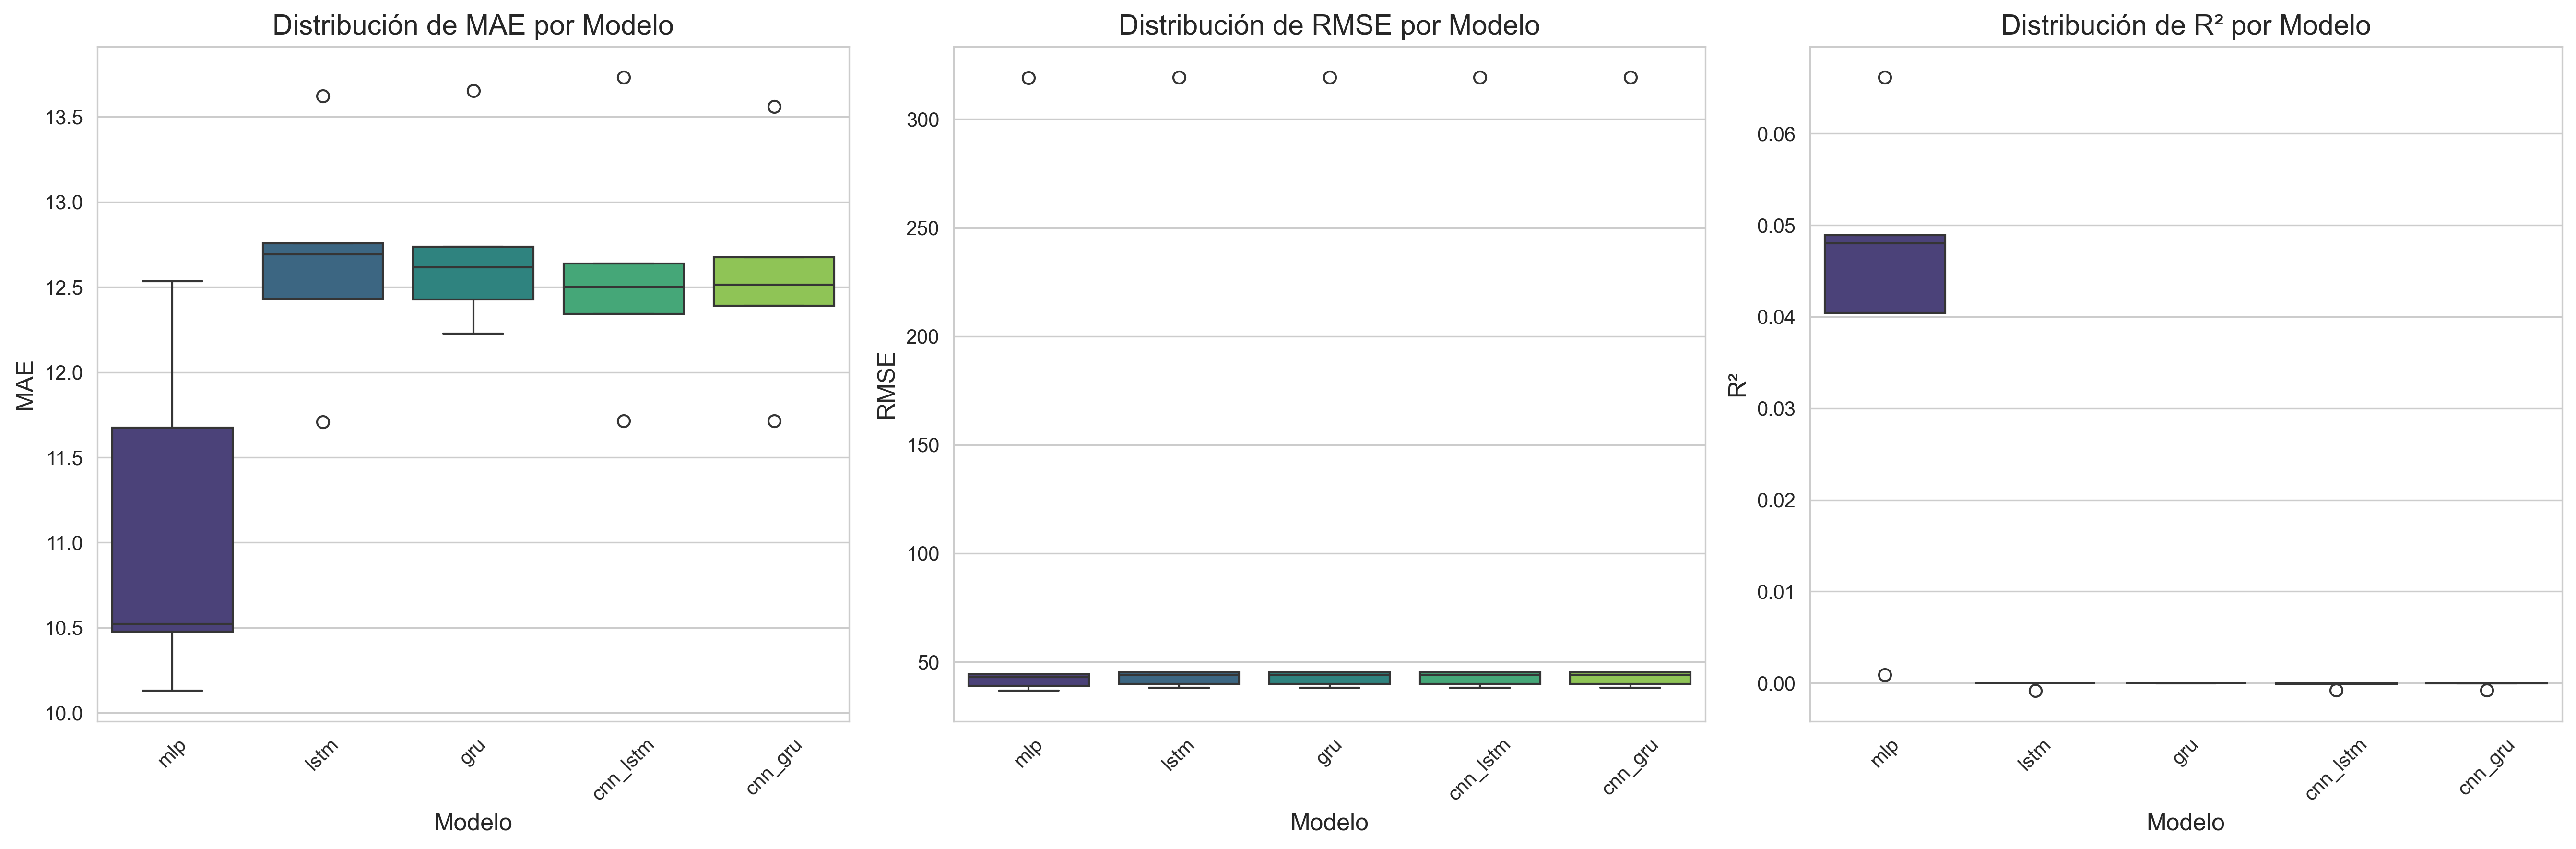 Distribución de MAE por Modelo
13.5
13.0
12.5
12.0
11.5
11.0
10.5
10.0
MAE
mlp
lstm
gru
cnn_lstm
cnn_gru
Modelo
Distribución de RMSE por Modelo
300
250
200
150
100
50
RMSE
mlp
lstm
gru
cnn_lstm
cnn_gru
Modelo
Distribución de R² por Modelo
0.06
0.05
0.04
0.03
0.02
0.01
0.00
R²
mlp
lstm
gru
cnn_lstm
cnn_gru
Modelo